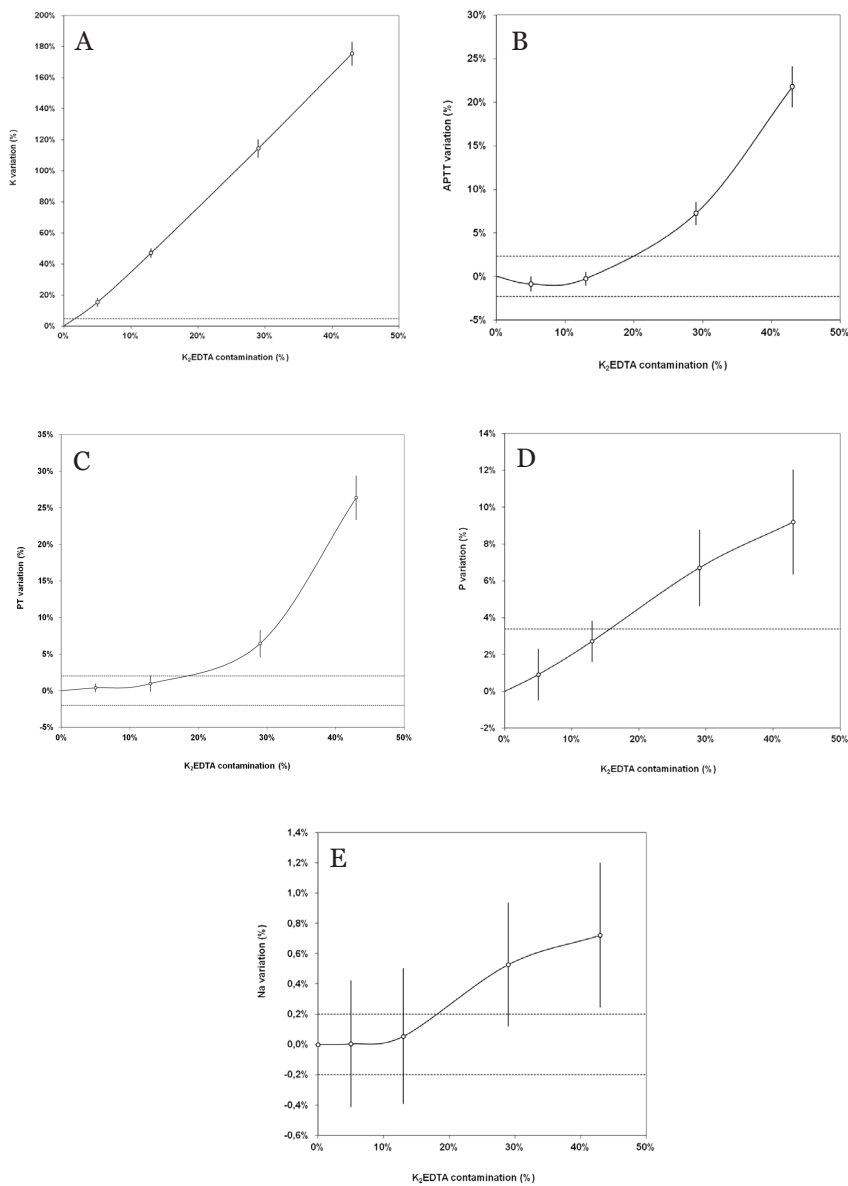 A
200%
180%
160%
140%
120%
100%
80%
60%
40%
20%
0%
K variation (%)
0% 10% 20% 30% 40% 50%
K₂EDTA contamination (%)
B
30%
25%
20%
15%
10%
5%
0%
-5%
APTT variation (%)
0% 10% 20% 30% 40% 50%
K₂EDTA contamination (%)
C
35%
30%
25%
20%
15%
10%
5%
0%
-5%
PT variation (%)
0% 10% 20% 30% 40% 50%
K₂EDTA contamination (%)
D
14%
12%
10%
8%
6%
4%
2%
0%
-2%
P variation (%)
0% 10% 20% 30% 40% 50%
K₂EDTA contamination (%)
E
1,4%
1,2%
1,0%
0,8%
0,6%
0,4%
0,2%
0,0%
-0,2%
-0,4%
-0,6%
Na variation (%)
0% 10% 20% 30% 40% 50%
K₂EDTA contamination (%)